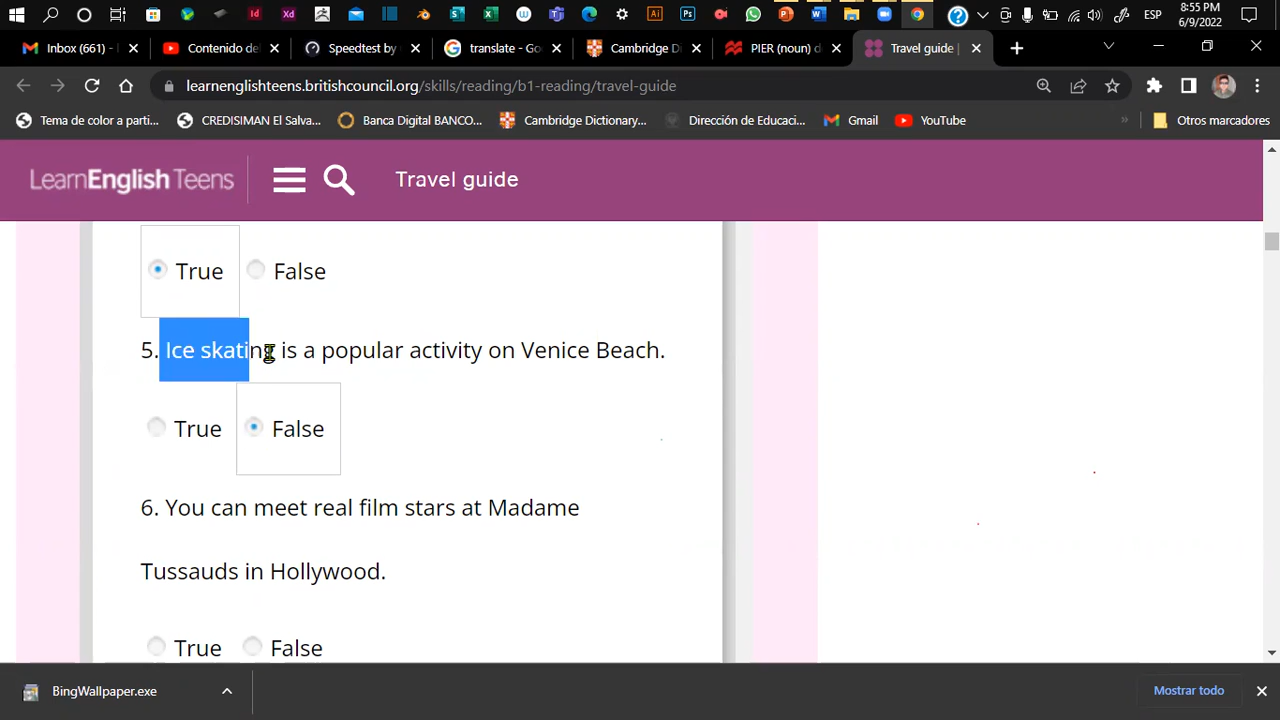 8:55 PM
ESP
6/9/2022
Inbox (661) -
Contenido de
Speedtest by
translate - Go
Cambridge Di
PIER (noun) d
Travel guide |
learnenglishteens.britishcouncil.org/skills/reading/b1-reading/travel-guide
Tema de color a parti...
CREDISIMAN El Salva...
Banca Digital BANCO...
Cambridge Dictionary...
Dirección de Educaci...
Gmail
YouTube
Otros marcadores
LearnEnglish Teens
Travel guide
True False
5. Ice skating is a popular activity on Venice Beach.
True False
6. You can meet real film stars at Madame
Tussauds in Hollywood.
True False
BingWallpaper.exe
Mostrar todo